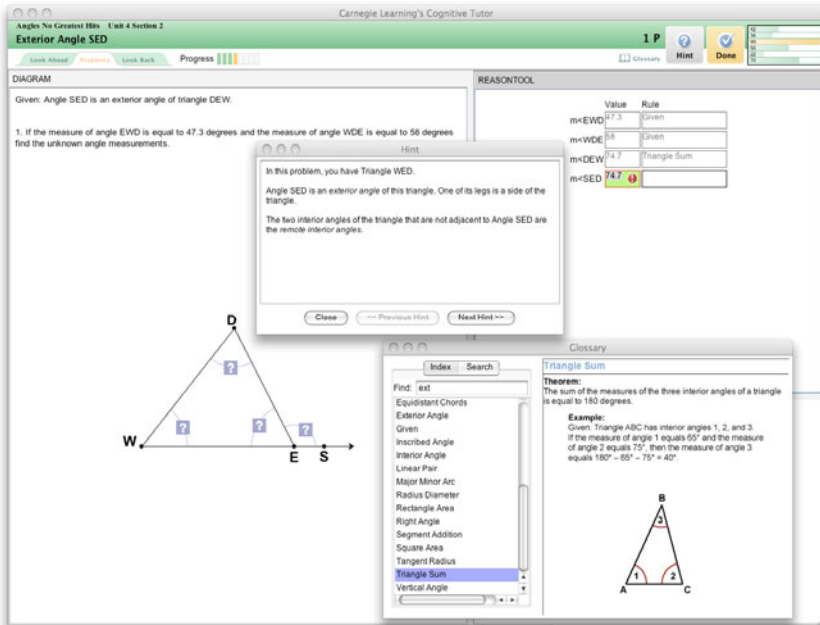 Carnegie Learning's Cognitive Tutor
Angles No Greatest Hits Unit 4 Section 2
Exterior Angle SED
1 P
Hint
Done
Look Ahead
Problems
Look Back
Progress
Glossary
DIAGRAM
Given: Angle SED is an exterior angle of triangle DEW.
1. If the measure of angle EWD is equal to 47.3 degrees and the measure of angle WDE is equal to 58 degrees
find the unknown angle measurements.
REASONTOOL
Value Rule
m<EWD 47.3 Given
m<WDE 58 Given
m<DEW 74.7 Triangle Sum
m<SED 74.7
Hint
In this problem, you have Triangle WED.
Angle SED is an exterior angle of this triangle. One of its legs is a side of the
triangle.
The two interior angles of the triangle that are not adjacent to Angle SED are
the remote interior angles.
Close
<< Previous Hint
Next Hint >>
D
?
?
?
?
W
E
S
Glossary
Index
Search
Find: ext
Equidistant Chords
Exterior Angle
Given
Inscribed Angle
Interior Angle
Linear Pair
Major Minor Arc
Radius Diameter
Rectangle Area
Right Angle
Segment Addition
Square Area
Tangent Radius
Triangle Sum
Vertical Angle
Triangle Sum
Theorem:
The sum of the measures of the three interior angles of a triangle
is equal to 180 degrees.
Example:
Given: Triangle ABC has interior angles 1, 2, and 3.
If the measure of angle 1 equals 65° and the measure
of angle 2 equals 75°, then the measure of angle 3
equals 180° − 65° − 75° = 40°.
B
3
1
2
A
C